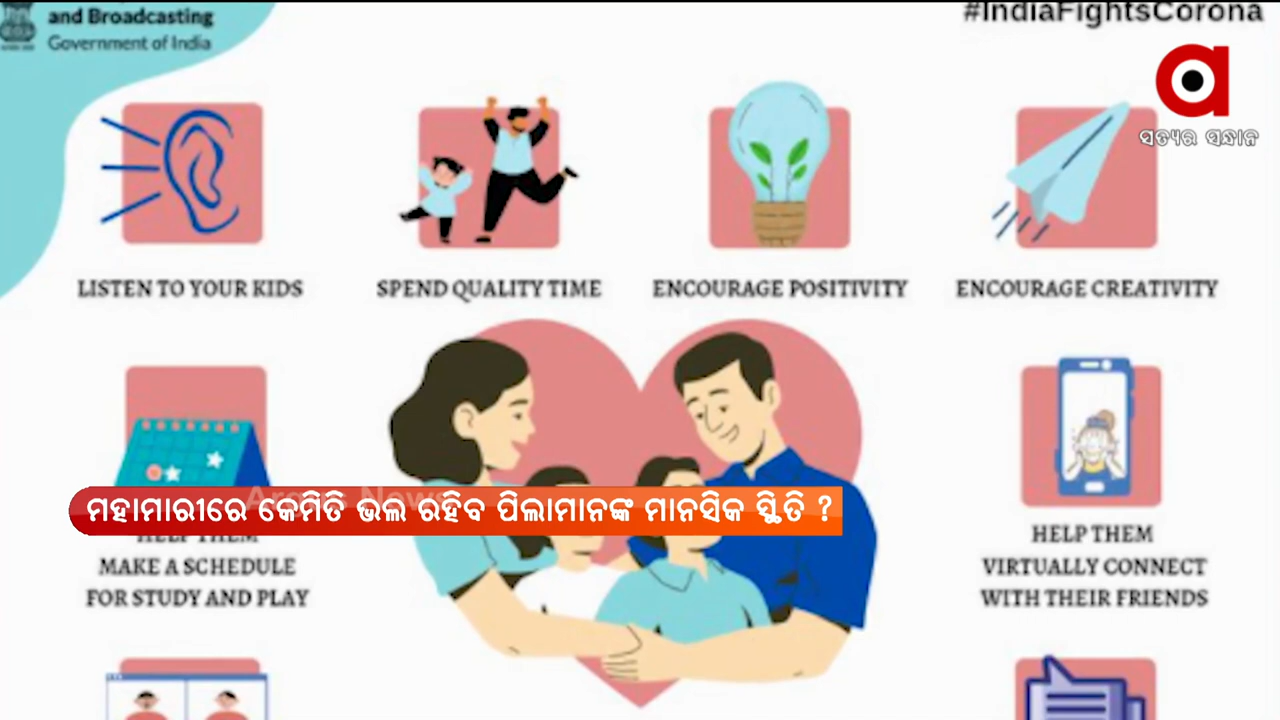 and Broadcasting
Government of India
#IndiaFightsCorona
ସତ୍ୟର ସନ୍ଧାନ
LISTEN TO YOUR KIDS
SPEND QUALITY TIME
ENCOURAGE POSITIVITY
ENCOURAGE CREATIVITY
Argus News
ମହାମାରୀରେ କେମିତି ଭଲ ରହିବ ପିଲାମାନଙ୍କ ମାନସିକ ସ୍ଥିତି ?
HELP THEM
MAKE A SCHEDULE
FOR STUDY AND PLAY
HELP THEM
VIRTUALLY CONNECT
WITH THEIR FRIENDS